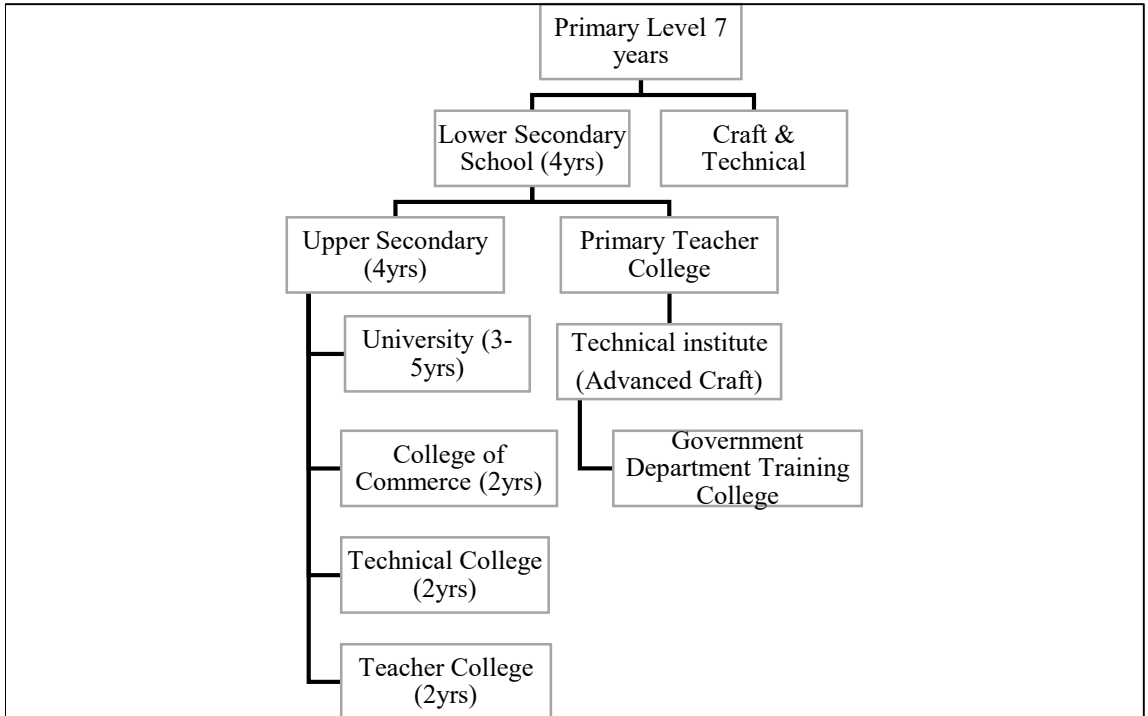 Primary Level 7
years
Lower Secondary
School (4yrs)
Craft &
Technical
Upper Secondary
(4yrs)
Primary Teacher
College
University (3-
5yrs)
Technical institute
(Advanced Craft)
College of
Commerce (2yrs)
Government
Department Training
College
Technical College
(2yrs)
Teacher College
(2yrs)